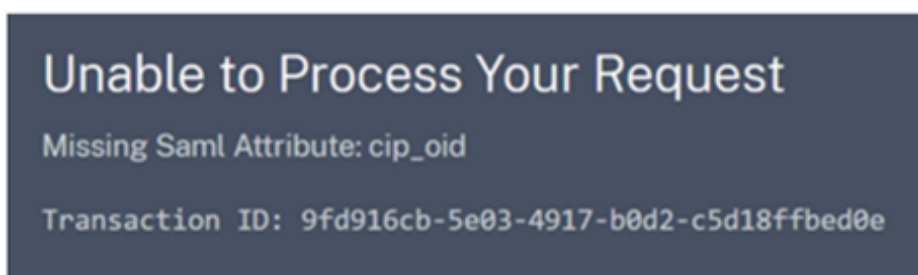 Unable to Process Your Request
Missing Saml Attribute: cip_oid
Transaction ID: 9fd916cb-5e03-4917-b0d2-c5d18ffbed0e